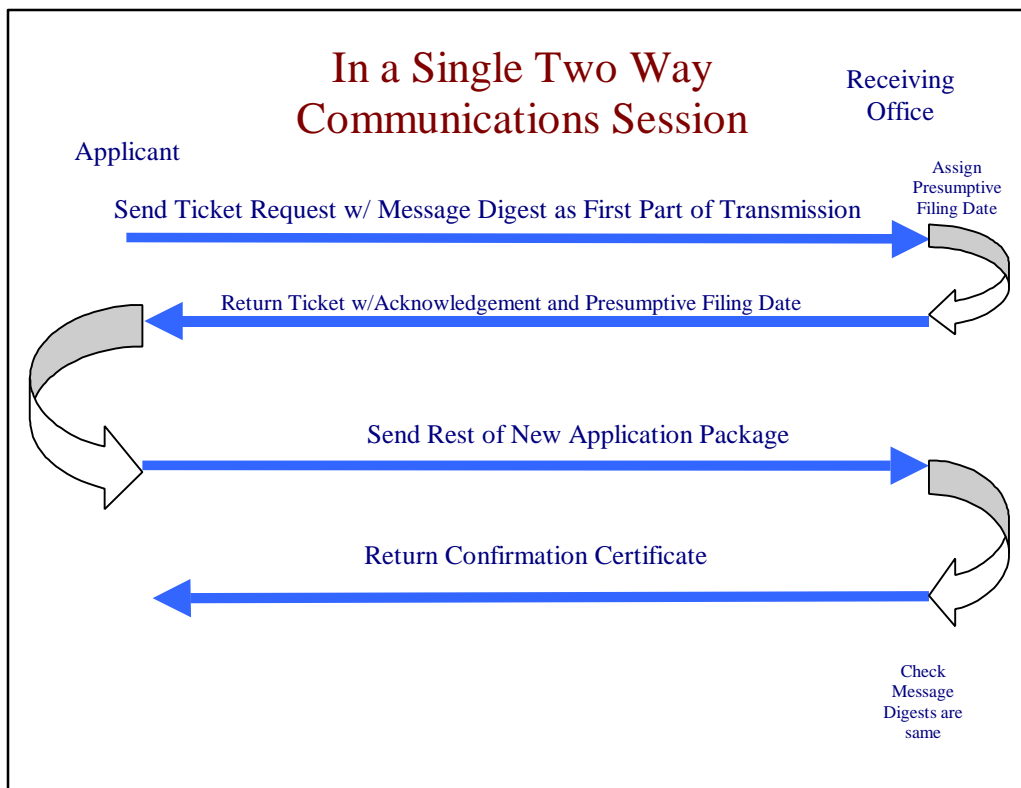 In a Single Two Way
Communications Session
Receiving
Office
Applicant
Assign
Presumptive
Filing Date
Send Ticket Request w/ Message Digest as First Part of Transmission
Return Ticket w/Acknowledgement and Presumptive Filing Date
Send Rest of New Application Package
Return Confirmation Certificate
Check
Message
Digests are
same